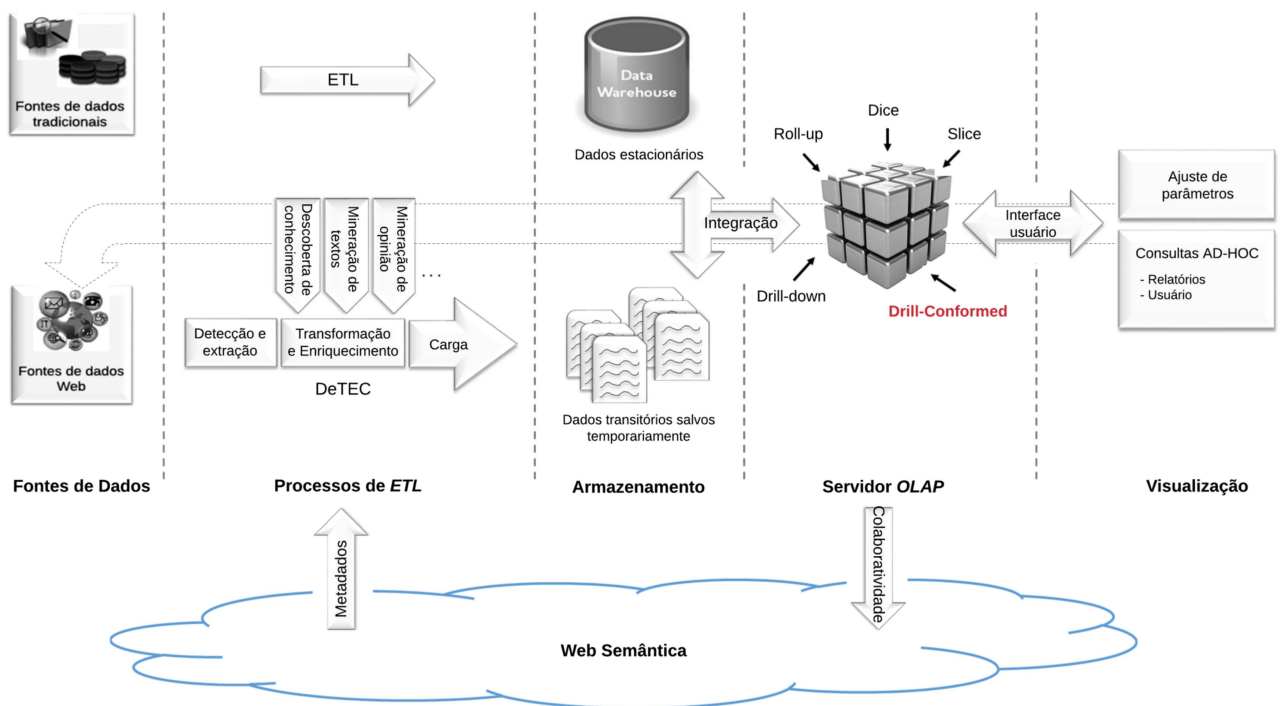 Fontes de dados
tradicionais
ETL
Data
Warehouse
Dados estacionários
Roll-up
Dice
Slice
Drill-down
Drill-Conformed
Integração
Interface
usuário
Ajuste de
parâmetros
Consultas AD-HOC
- Relatórios
- Usuário
Descoberta de
conhecimento
Mineração de
textos
Mineração de
opinião
...
Fontes de dados
Web
Detecção e
extração
Transformação
e Enriquecimento
Carga
DeTEC
Dados transitórios salvos
temporariamente
Fontes de Dados
Processos de ETL
Armazenamento
Servidor OLAP
Visualização
Metadados
Colaboratividade
Web Semântica